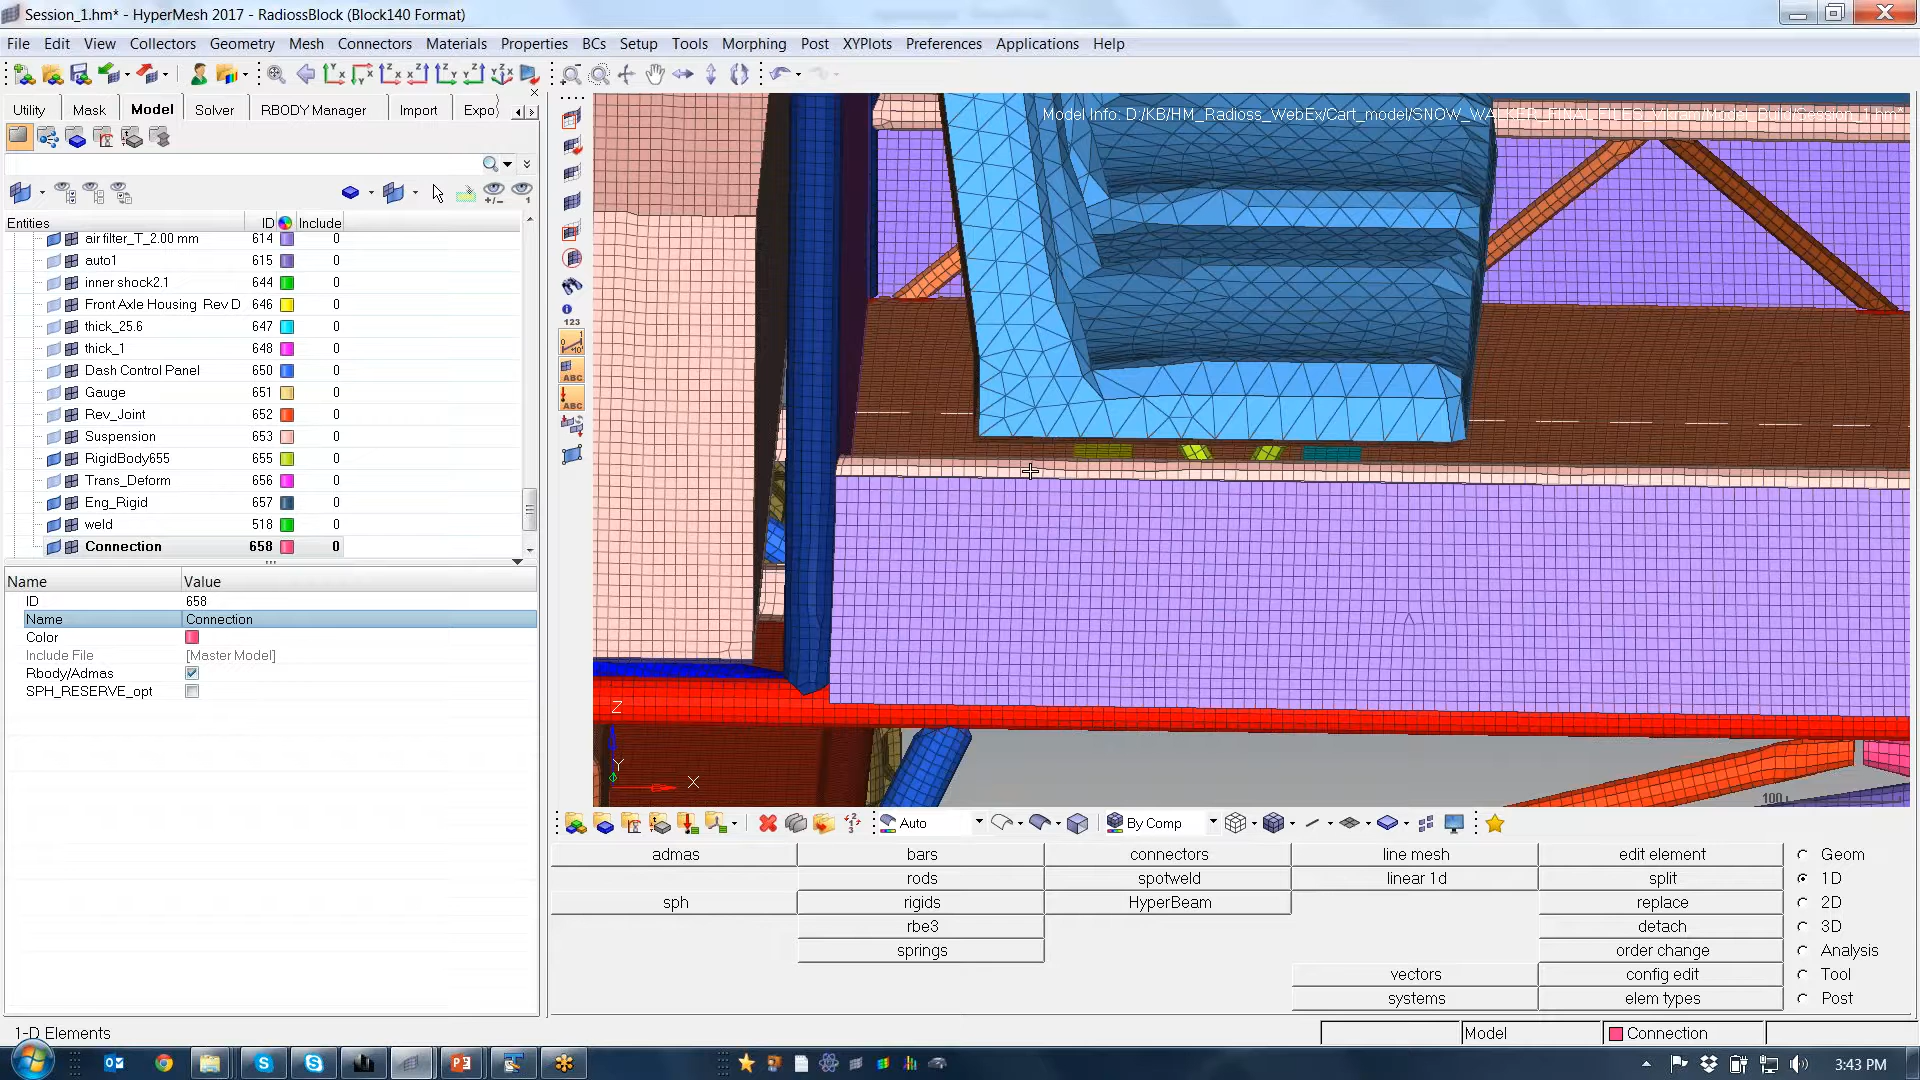 Session_1.hm* - HyperMesh 2017 - RadiossBlock (Block140 Format)
File Edit View Collectors Geometry Mesh Connectors Materials Properties BCs Setup Tools Morphing Post XYPlots Preferences Applications Help
Utility Mask Model Solver RBODY Manager Import Expo
Entities ID Include
air filter_T_2.00 mm 614 0
auto1 615 0
inner shock2.1 644 0
Front Axle Housing Rev D 646 0
thick_25.6 647 0
thick_1 648 0
Dash Control Panel 650 0
Gauge 651 0
Rev_Joint 652 0
Suspension 653 0
RigidBody655 655 0
Trans_Deform 656 0
Eng_Rigid 657 0
weld 518 0
Connection 658 0
Name Value
ID 658
Name Connection
Color
Include File [Master Model]
Rbody/Admas
SPH_RESERVE_opt
123
ABC
ABC
Z
Y
X
100
Auto By Comp
admas bars connectors line mesh edit element Geom
rods spotweld linear 1d split 1D
sph rigids HyperBeam replace 2D
rbe3 detach 3D
springs order change Analysis
vectors config edit Tool
systems elem types Post
1-D Elements Model Connection
3:43 PM